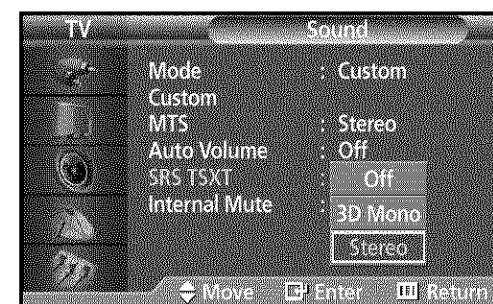 TV Sound
Mode : Custom
Custom
MTS : Stereo
Auto Volume : Off
SRS TSXT : Off
Internal Mute : 3D Mono
Stereo
Move Enter Return